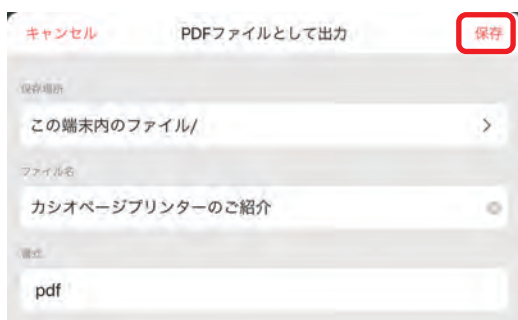 キャンセル PDFファイルとして出力 保存
保存場所
この端末内のファイル/
ファイル名
カシオページプリンターのご紹介
書式
pdf